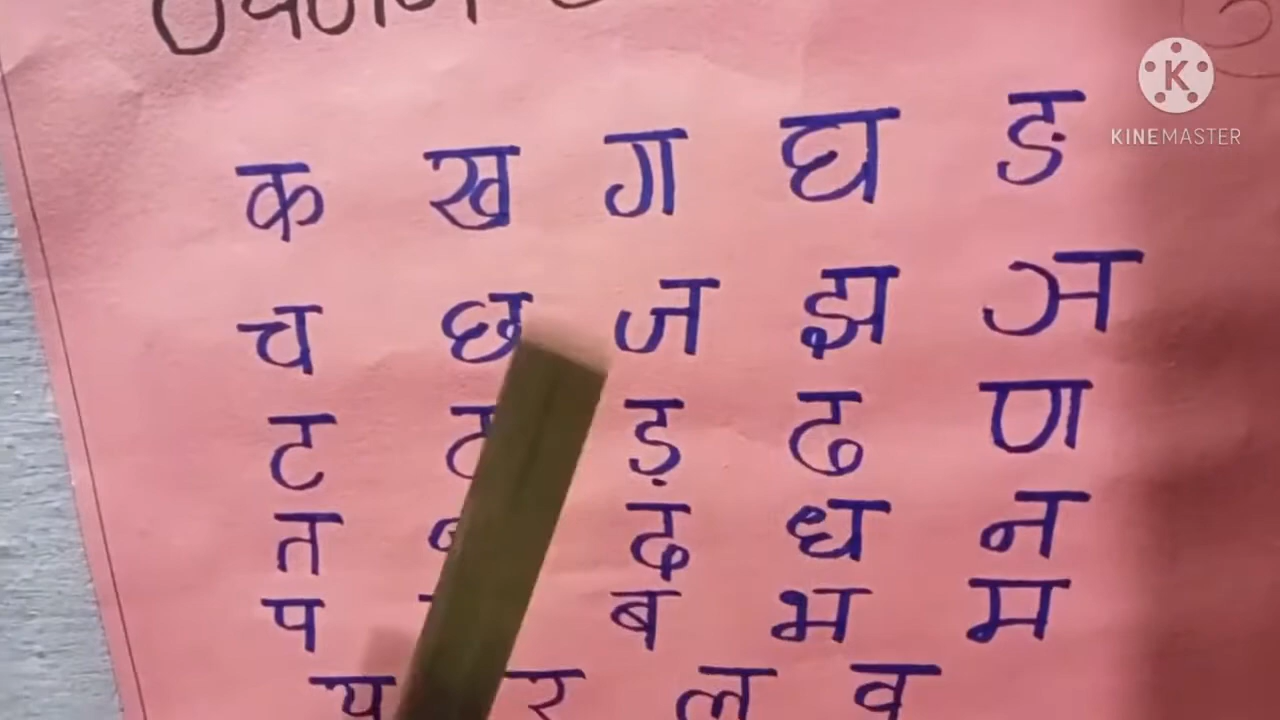 KINEMASTER
क ख ग घ ङ
च छ ज झ ञ
ट ड़ ढ ण
त द ध न
प ब भ म
य र ल व